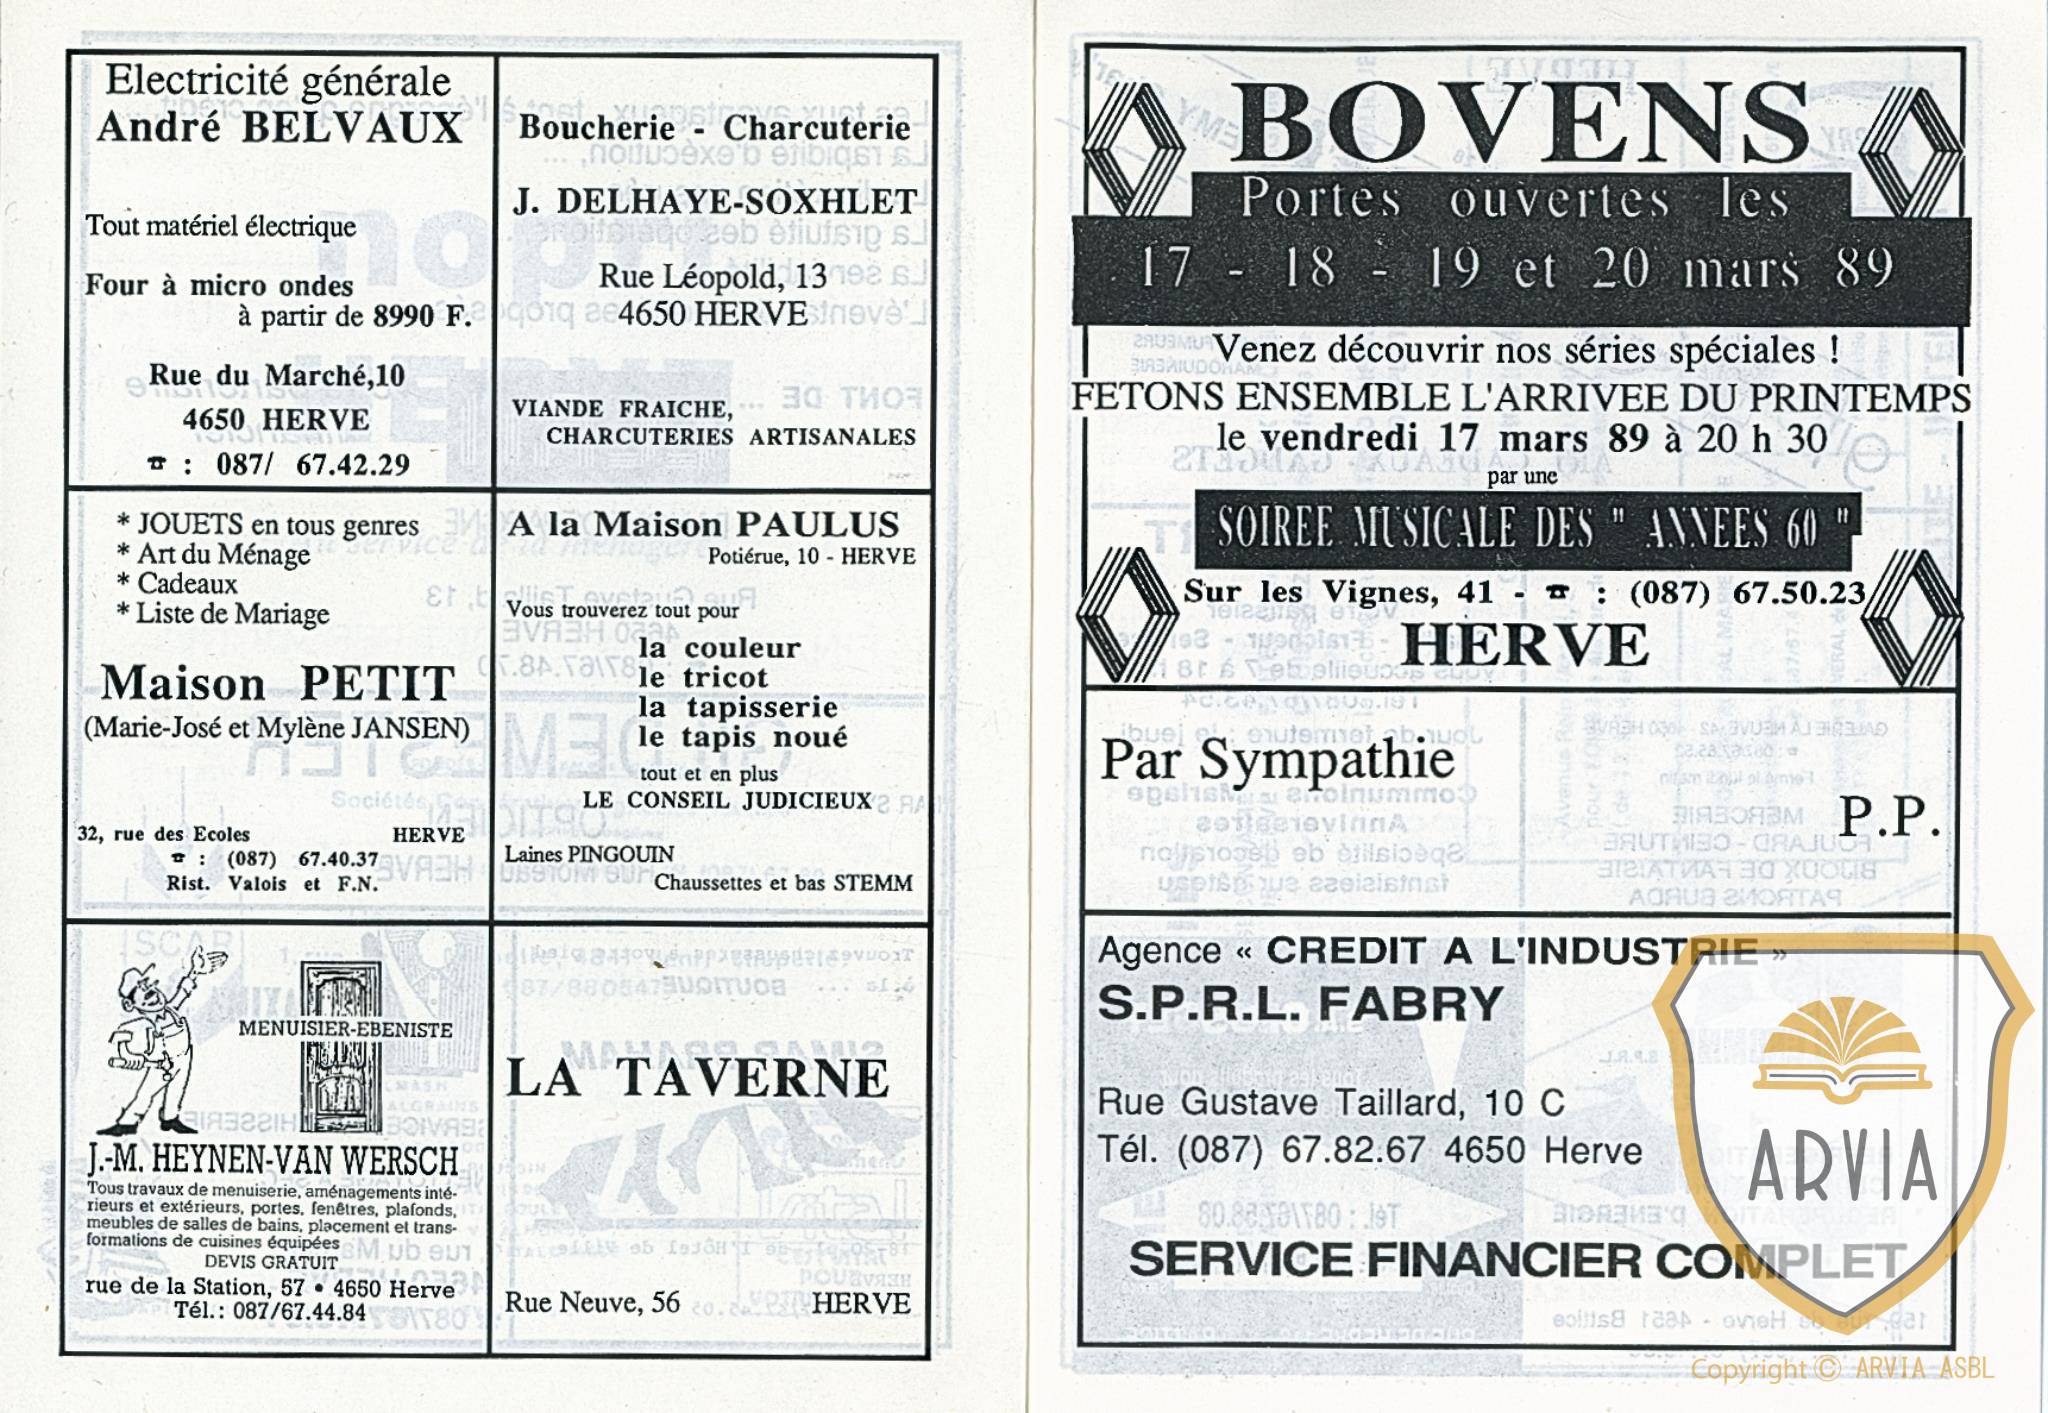 Electricité générale
André BELVAUX
Tout matériel électrique
Four à micro ondes
à partir de 8990 F.
Rue du Marché,10
4650 HERVE
☎ : 087/ 67.42.29
Boucherie - Charcuterie
J. DELHAYE-SOXHLET
Rue Léopold, 13
4650 HERVE
VIANDE FRAICHE,
CHARCUTERIES ARTISANALES
* JOUETS en tous genres
* Art du Ménage
* Cadeaux
* Liste de Mariage
Maison PETIT
(Marie-José et Mylène JANSEN)
32, rue des Ecoles HERVE
☎ : (087) 67.40.37
Rist. Valois et F.N.
A la Maison PAULUS
Potiérue, 10 - HERVE
Vous trouverez tout pour
la couleur
le tricot
la tapisserie
le tapis noué
tout et en plus
LE CONSEIL JUDICIEUX
Laines PINGOUIN
Chaussettes et bas STEMM
MENUISIER-EBENISTE
J.-M. HEYNEN-VAN WERSCH
Tous travaux de menuiserie, aménagements inté-
rieurs et extérieurs, portes, fenêtres, plafonds,
meubles de salles de bains, placement et trans-
formations de cuisines équipées
DEVIS GRATUIT
rue de la Station, 57 • 4650 Herve
Tél.: 087/67.44.84
LA TAVERNE
Rue Neuve, 56 HERVE
BOVENS
Portes ouvertes les
17 - 18 - 19 et 20 mars 89
Venez découvrir nos séries spéciales !
FETONS ENSEMBLE L'ARRIVEE DU PRINTEMPS
le vendredi 17 mars 89 à 20 h 30
par une
SOIREE MUSICALE DES " ANNEES 60 "
Sur les Vignes, 41 - ☎ : (087) 67.50.23
HERVE
Par Sympathie
P.P.
Agence « CREDIT A L'INDUSTRIE »
S.P.R.L. FABRY
Rue Gustave Taillard, 10 C
Tél. (087) 67.82.67 4650 Herve
SERVICE FINANCIER COMPLET
ARVIA
Copyright © ARVIA ASBL